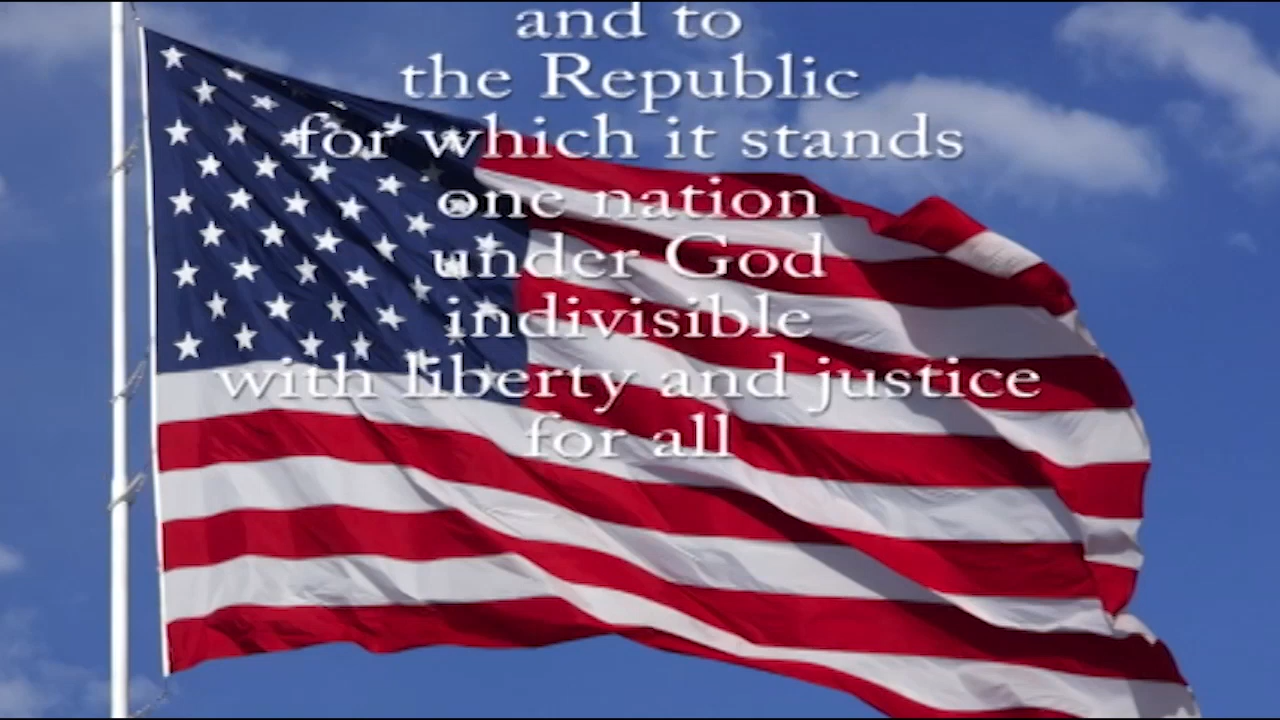 and to
the Republic
for which it stands
one nation
under God
indivisible
with liberty and justice
for all